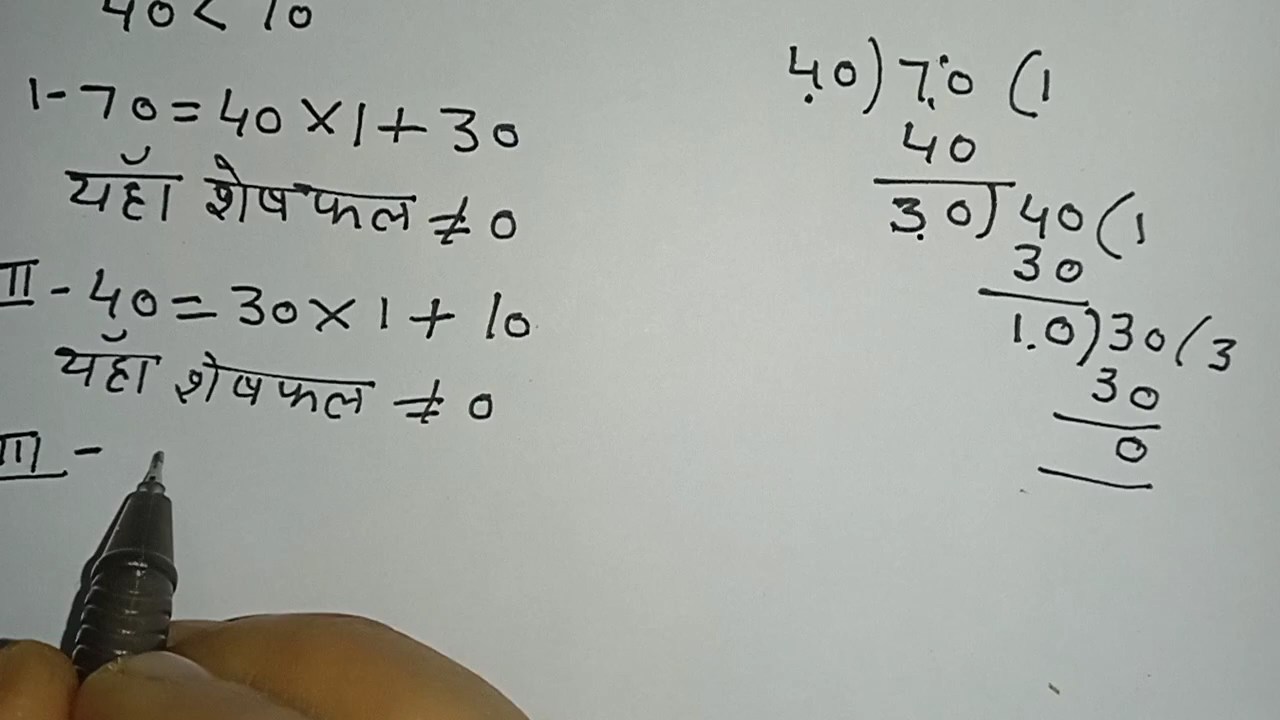 40 < 70
1- 70 = 40 × 1 + 30
यहाँ शेषफल ≠ 0
II - 40 = 30 × 1 + 10
यहाँ शेषफल ≠ 0
III -
40 ) 70 ( 1
40
30 ) 40 ( 1
30
10 ) 30 ( 3
30
0